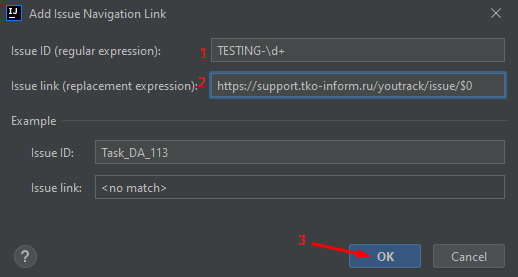 IJ Add Issue Navigation Link
Issue ID (regular expression): 1 TESTING-\d+
Issue link (replacement expression): 2 https://support.tko-inform.ru/youtrack/issue/$0
Example
Issue ID: Task_DA_113
Issue link: <no match>
3
? OK Cancel